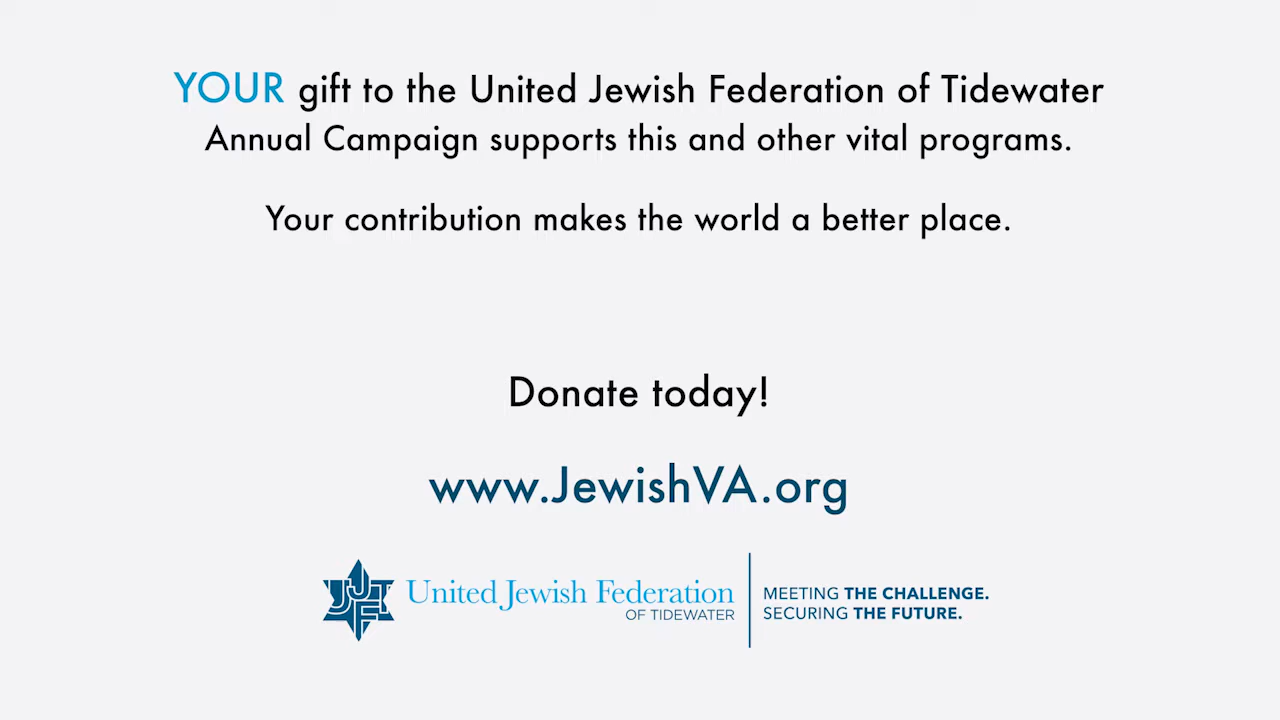 YOUR gift to the United Jewish Federation of Tidewater
Annual Campaign supports this and other vital programs.
Your contribution makes the world a better place.
Donate today!
www.JewishVA.org
UJFT
United Jewish Federation
OF TIDEWATER
MEETING THE CHALLENGE.
SECURING THE FUTURE.